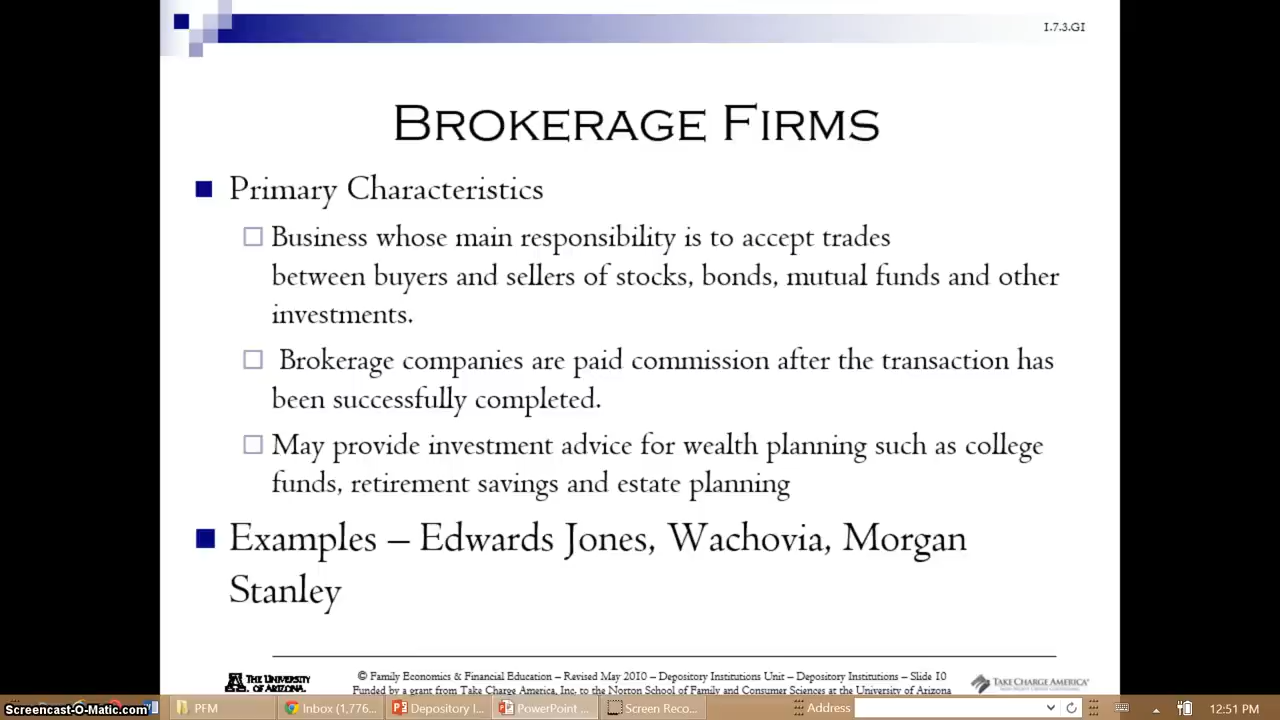 I.7.3.G1
BROKERAGE FIRMS
Primary Characteristics
Business whose main responsibility is to accept trades
between buyers and sellers of stocks, bonds, mutual funds and other
investments.
Brokerage companies are paid commission after the transaction has
been successfully completed.
May provide investment advice for wealth planning such as college
funds, retirement savings and estate planning
Examples – Edwards Jones, Wachovia, Morgan
Stanley
THE UNIVERSITY
OF ARIZONA.
© Family Economics & Financial Education – Revised May 2010 – Depository Institutions Unit – Depository Institutions – Slide 10
Funded by a grant from Take Charge America, Inc. to the Norton School of Family and Consumer Sciences at the University of Arizona
TAKE CHARGE AMERICA
Screencast-O-Matic.com
PFM
Inbox (1,776...
Depository I...
PowerPoint ...
Screen Reco...
Address
12:51 PM